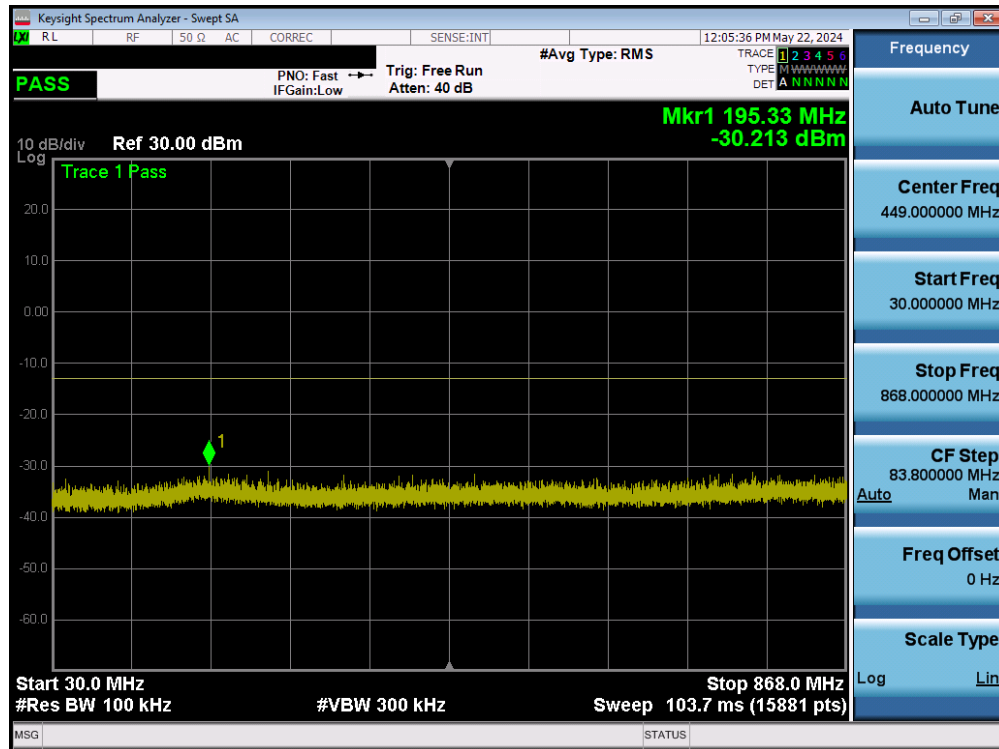 Keysight Spectrum Analyzer - Swept SA
LXI RL RF 50 Ω AC CORREC SENSE:INT 12:05:36 PM May 22, 2024
#Avg Type: RMS
TRACE 1 2 3 4 5 6
TYPE M WWWWW
DET A N N N N N
PASS
PNO: Fast
IFGain:Low
Trig: Free Run
Atten: 40 dB
Mkr1 195.33 MHz
-30.213 dBm
10 dB/div
Log
Ref 30.00 dBm
Trace 1 Pass
20.0
10.0
0.00
-10.0
-20.0
1
-30.0
-40.0
-50.0
-60.0
Start 30.0 MHz
Stop 868.0 MHz
#Res BW 100 kHz
#VBW 300 kHz
Sweep 103.7 ms (15881 pts)
MSG
STATUS
Frequency
Auto Tune
Center Freq
449.000000 MHz
Start Freq
30.000000 MHz
Stop Freq
868.000000 MHz
CF Step
83.800000 MHz
Auto Man
Freq Offset
0 Hz
Scale Type
Log Lin